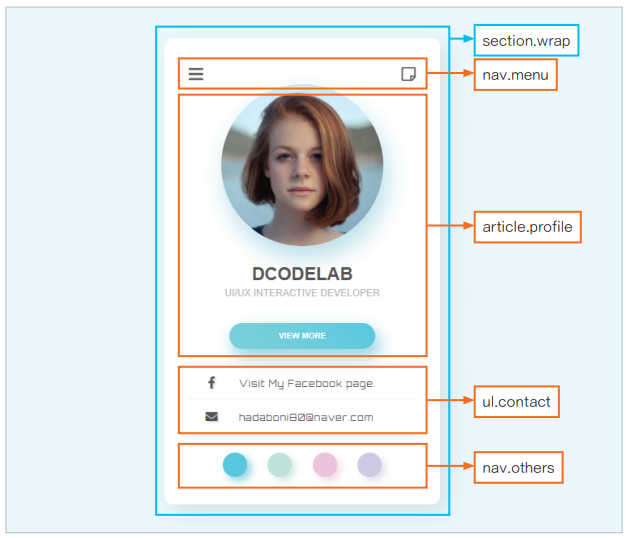 section.wrap
nav.menu
article.profile
DCODELAB
UI/UX INTERACTIVE DEVELOPER
VIEW MORE
Visit My Facebook page
ul.contact
hadaboni80@naver.com
nav.others